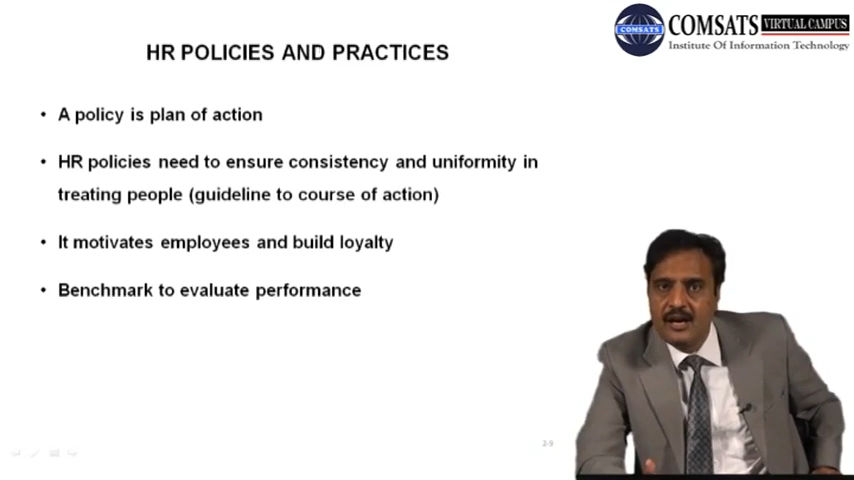 COMSATS VIRTUAL CAMPUS
Institute Of Information Technology
COMSATS
HR POLICIES AND PRACTICES
• A policy is plan of action
• HR policies need to ensure consistency and uniformity in
treating people (guideline to course of action)
• It motivates employees and build loyalty
• Benchmark to evaluate performance
2-9